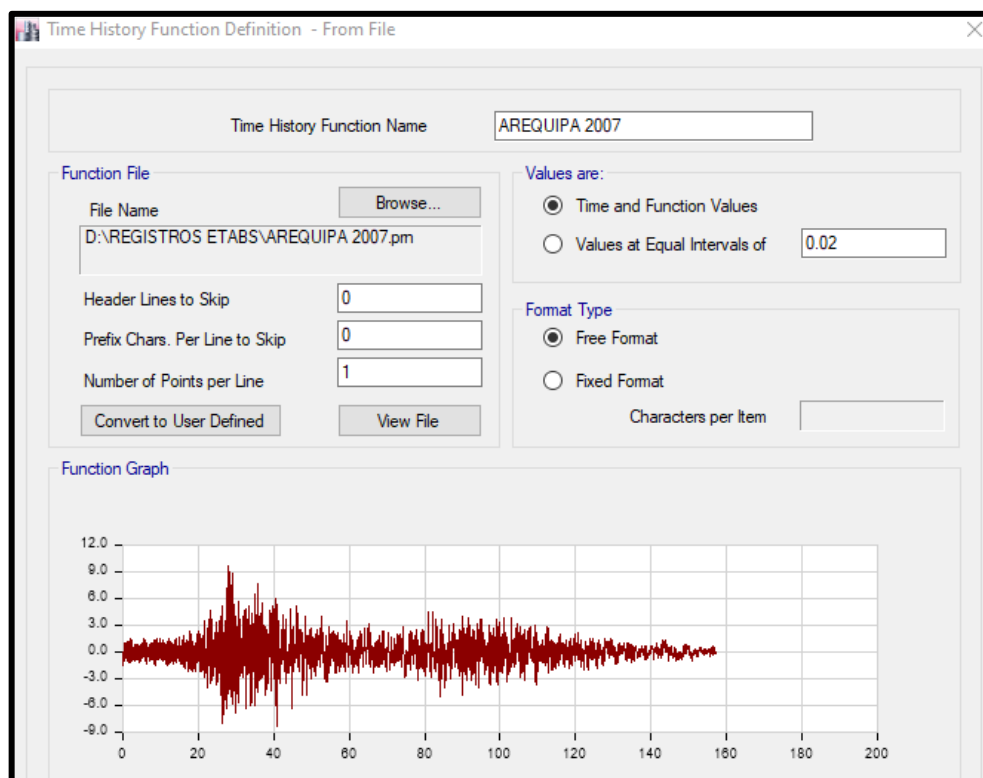 Time History Function Definition - From File
Time History Function Name AREQUIPA 2007
Function File
File Name Browse...
D:\REGISTROS ETABS\AREQUIPA 2007.prn
Header Lines to Skip 0
Prefix Chars. Per Line to Skip 0
Number of Points per Line 1
Convert to User Defined View File
Values are:
Time and Function Values
Values at Equal Intervals of 0.02
Format Type
Free Format
Fixed Format
Characters per Item
Function Graph
12.0
9.0
6.0
3.0
0.0
-3.0
-6.0
-9.0
0 20 40 60 80 100 120 140 160 180 200